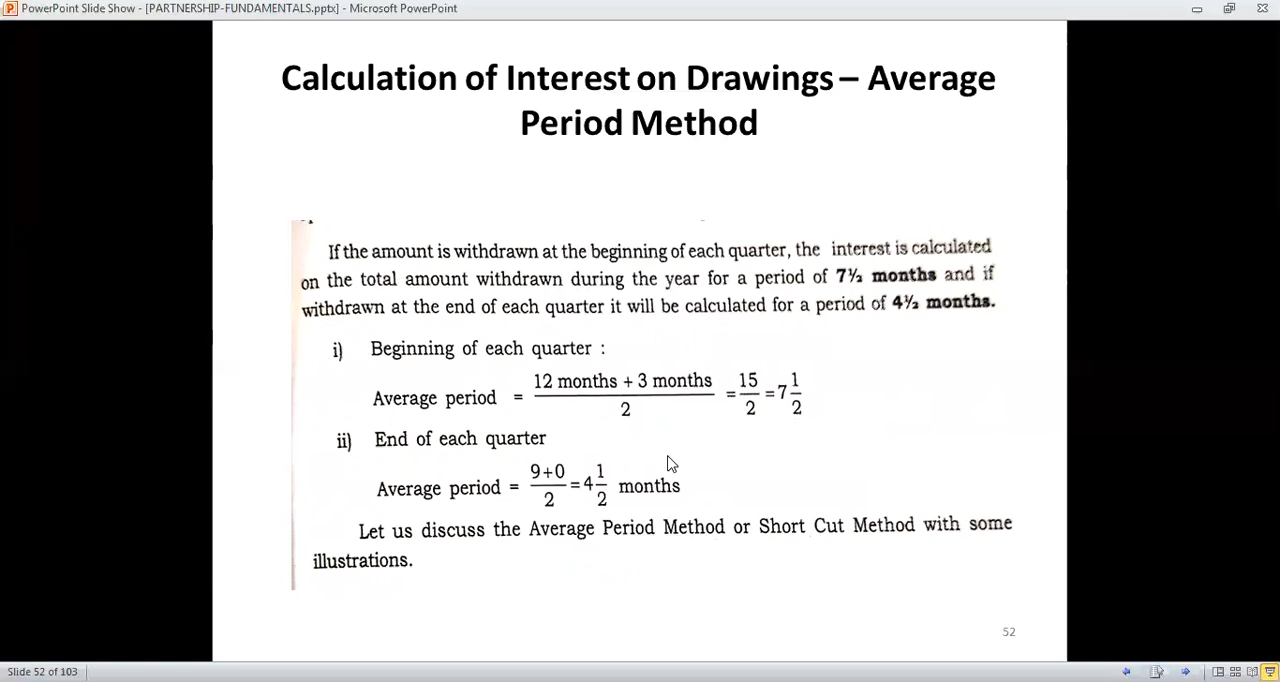 PowerPoint Slide Show - [PARTNERSHIP-FUNDAMENTALS.pptx] - Microsoft PowerPoint
Calculation of Interest on Drawings – Average
Period Method
If the amount is withdrawn at the beginning of each quarter, the interest is calculated
on the total amount withdrawn during the year for a period of 7½ months and if
withdrawn at the end of each quarter it will be calculated for a period of 4½ months.
i) Beginning of each quarter :
Average period = (12 months + 3 months)/2 = 15/2 = 7 1/2
ii) End of each quarter
Average period = (9+0)/2 = 4 1/2 months
Let us discuss the Average Period Method or Short Cut Method with some
illustrations.
52
Slide 52 of 103